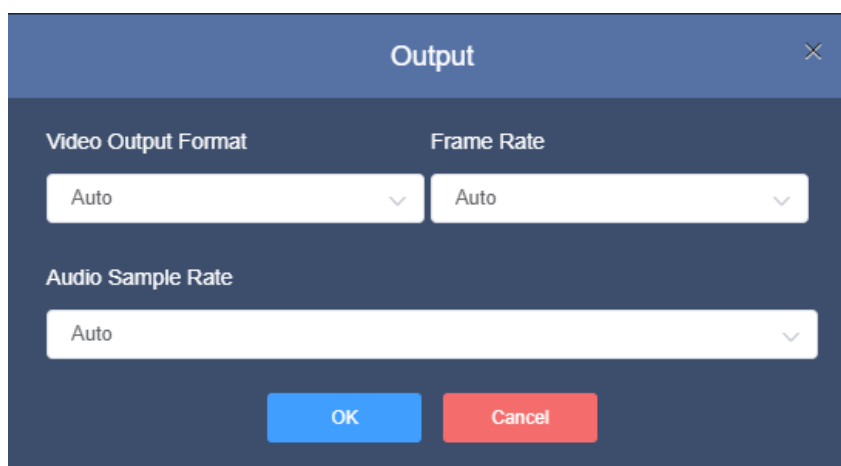 Output
Video Output Format Frame Rate
Auto Auto
Audio Sample Rate
Auto
OK Cancel